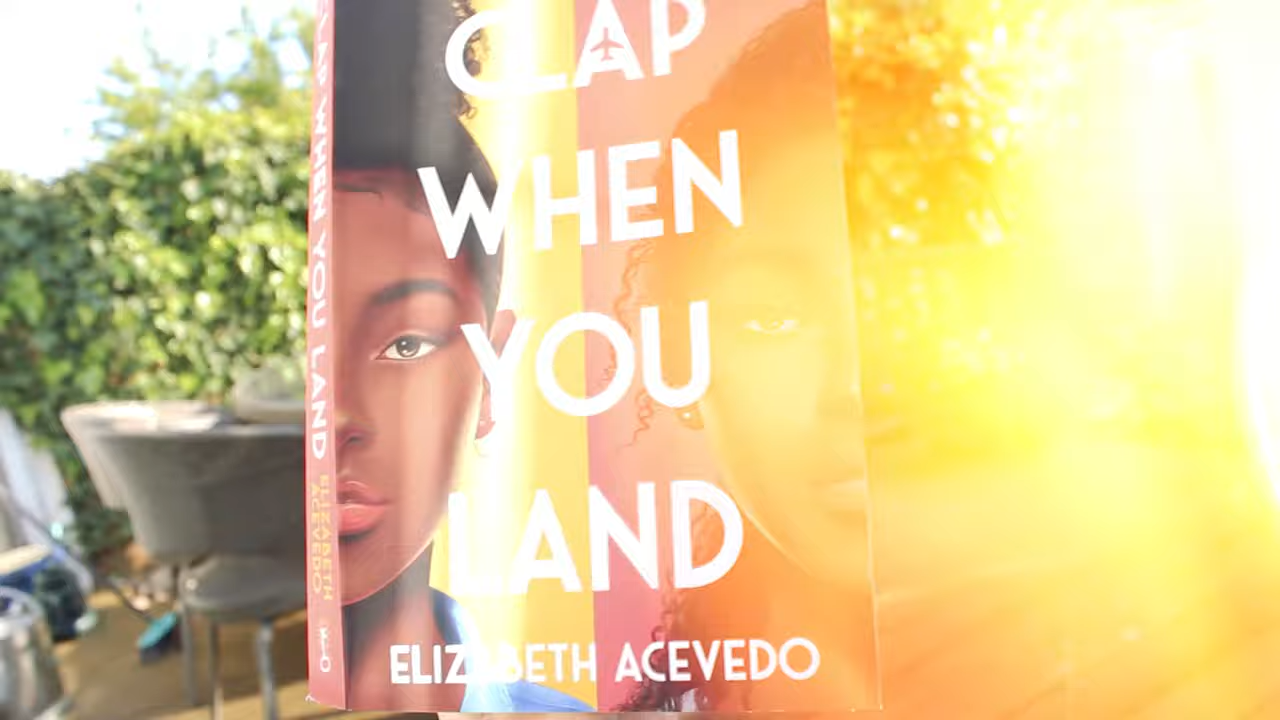 CLAP
WHEN
YOU
LAND
ELIZABETH ACEVEDO
CLAP WHEN YOU LAND
ELIZABETH
ACEVEDO